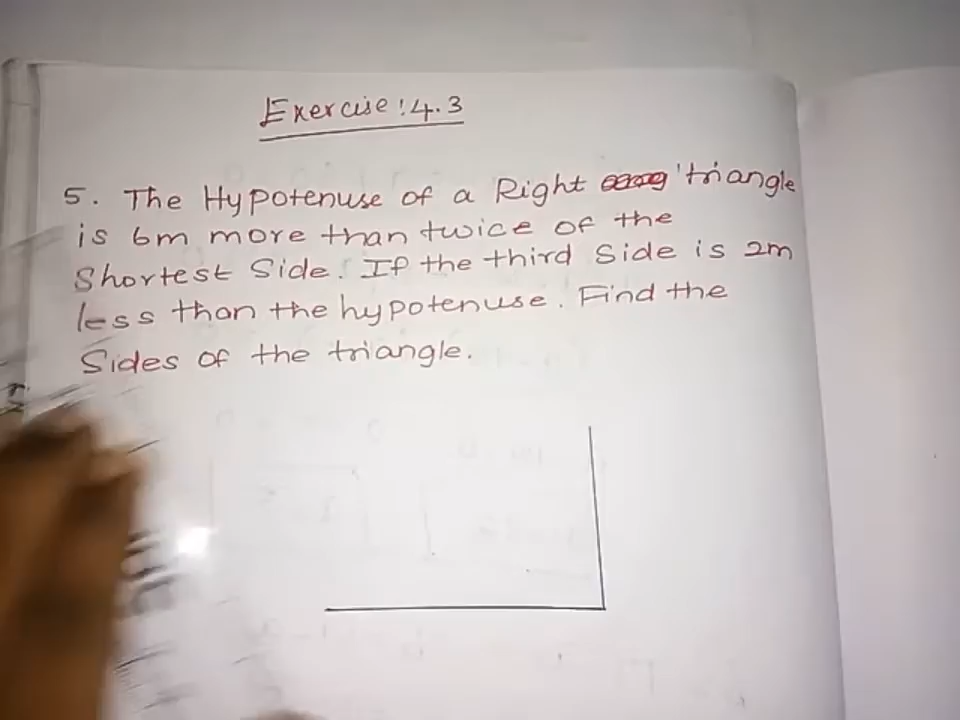 Exercise : 4.3
5. The Hypotenuse of a Right triangle
is 6m more than twice of the
Shortest Side. If the third Side is 2m
less than the hypotenuse. Find the
Sides of the triangle.